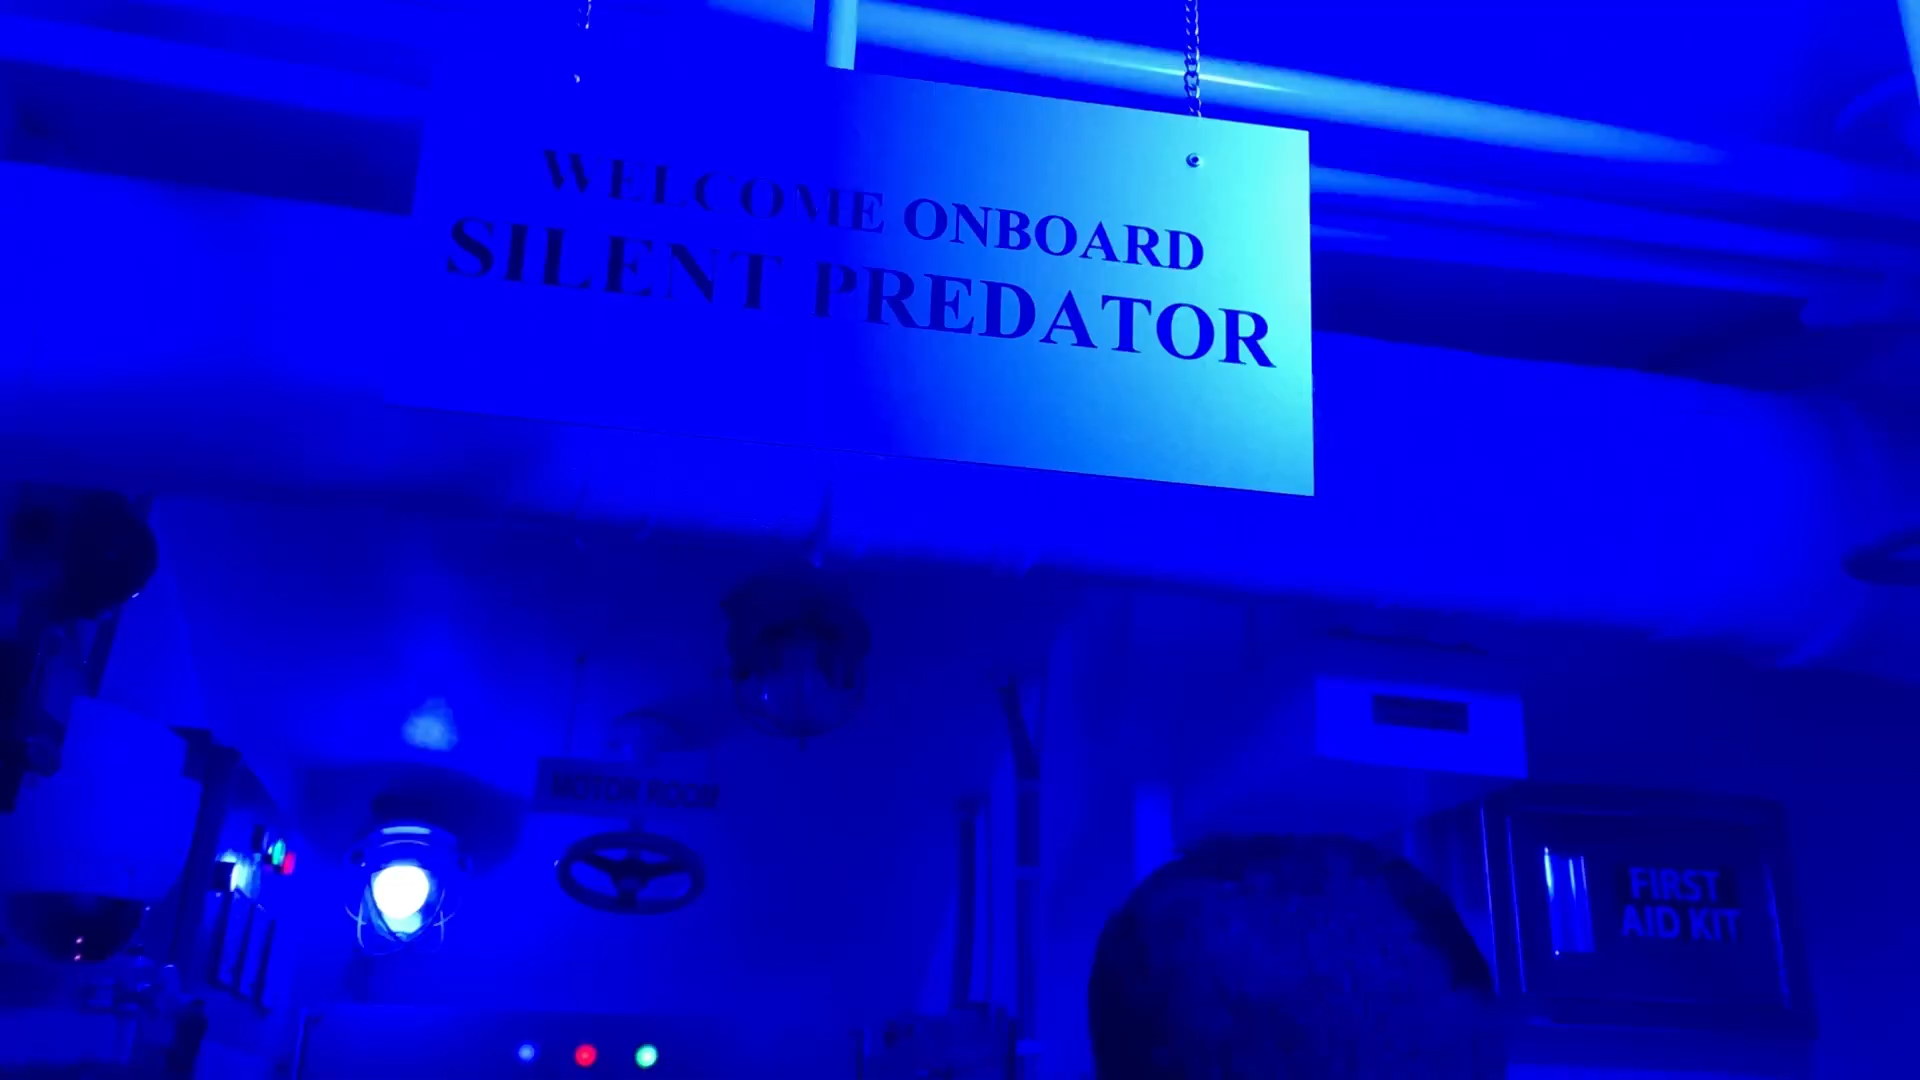 WELCOME ONBOARD
SILENT PREDATOR
MOTOR ROOM
FIRST
AID KIT